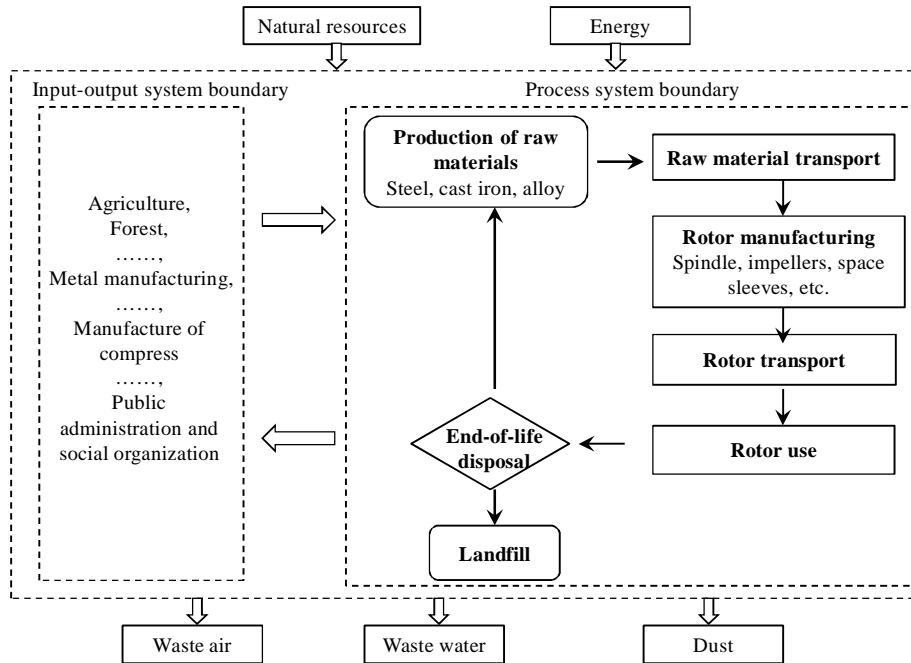 Natural resources
Energy
Input-output system boundary
Process system boundary
Agriculture,
Forest,
……,
Metal manufacturing,
……,
Manufacture of
compress
……,
Public
administration and
social organization
Production of raw
materials
Steel, cast iron, alloy
Raw material transport
Rotor manufacturing
Spindle, impellers, space
sleeves, etc.
Rotor transport
Rotor use
End-of-life
disposal
Landfill
Waste air
Waste water
Dust